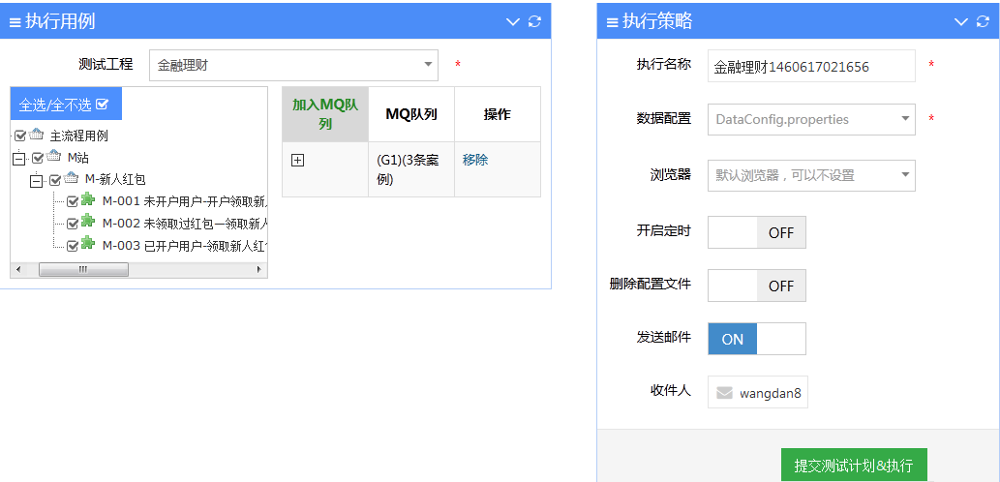 执行用例
测试工程
金融理财
*
全选/全不选
主流程用例
M站
M-新人红包
M-001 未开户用户-开户领取新
M-002 未领取过红包—领取新人
M-003 已开户用户-领取新人红
加入MQ队列
MQ队列
操作
(G1)(3条案例)
移除
执行策略
执行名称
金融理财1460617021656
*
数据配置
DataConfig.properties
*
浏览器
默认浏览器，可以不设置
开启定时
OFF
删除配置文件
OFF
发送邮件
ON
收件人
wangdan8
提交测试计划&执行